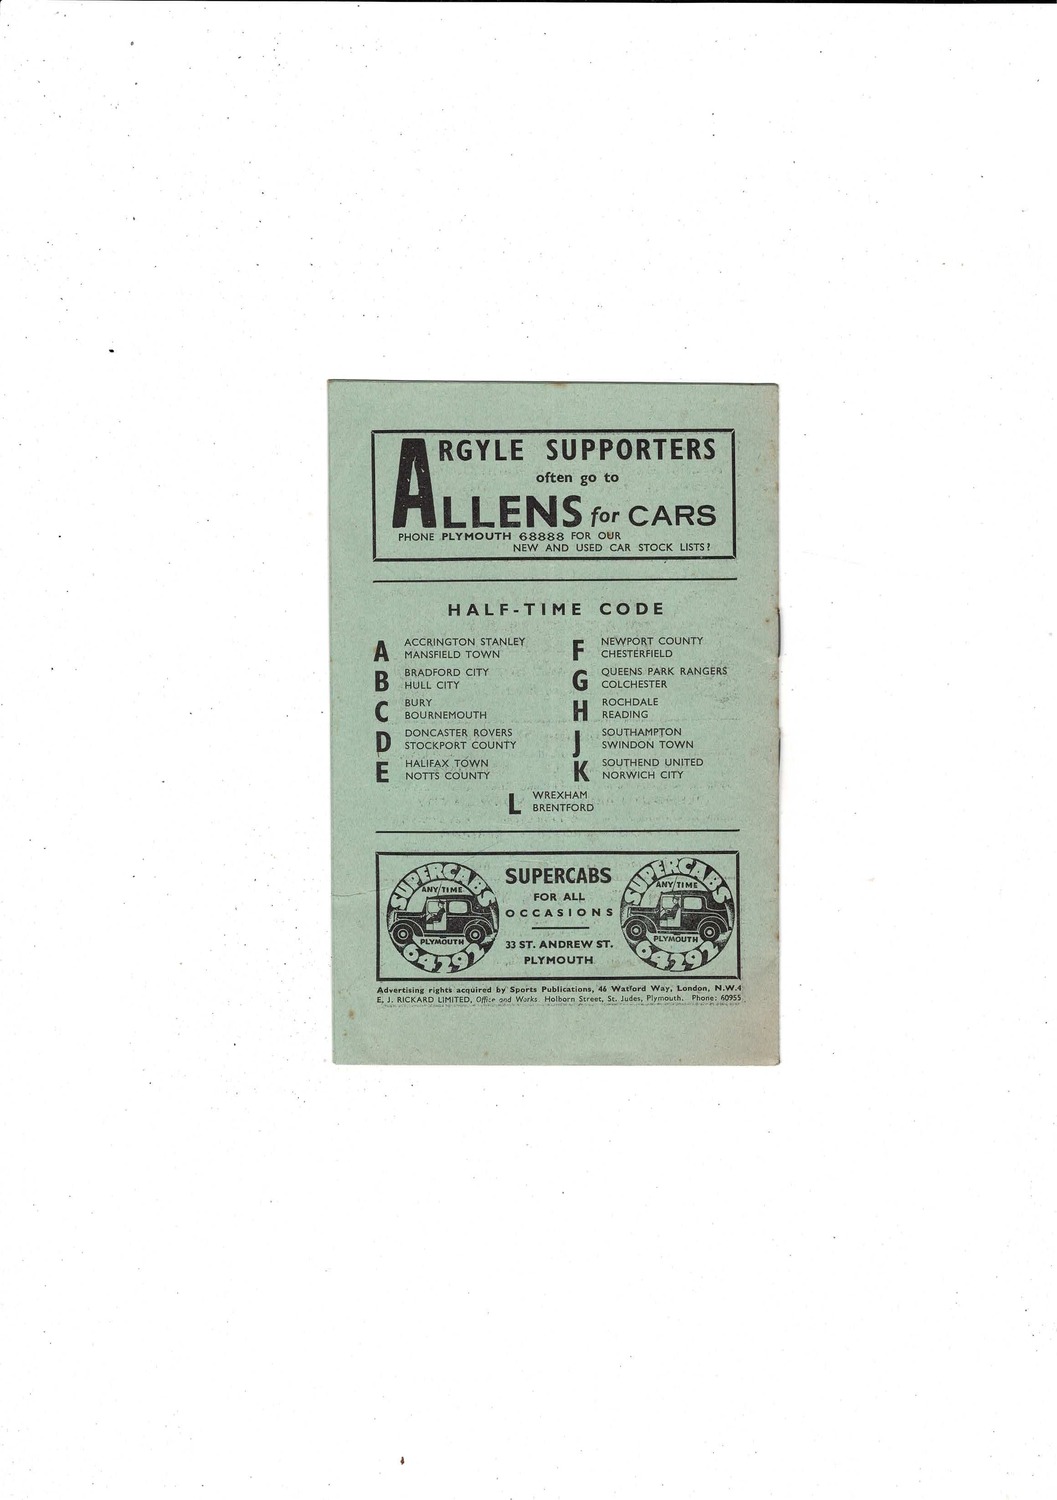 ARGYLE SUPPORTERS
often go to
ALLENS for CARS
PHONE PLYMOUTH 68888 FOR OUR
NEW AND USED CAR STOCK LISTS?
HALF-TIME CODE
A ACCRINGTON STANLEY
MANSFIELD TOWN
B BRADFORD CITY
HULL CITY
C BURY
BOURNEMOUTH
D DONCASTER ROVERS
STOCKPORT COUNTY
E HALIFAX TOWN
NOTTS COUNTY
F NEWPORT COUNTY
CHESTERFIELD
G QUEENS PARK RANGERS
COLCHESTER
H ROCHDALE
READING
J SOUTHAMPTON
SWINDON TOWN
K SOUTHEND UNITED
NORWICH CITY
L WREXHAM
BRENTFORD
SUPERCABS
ANY TIME
PLYMOUTH
64292
SUPERCABS
FOR ALL
OCCASIONS
33 ST. ANDREW ST.
PLYMOUTH
SUPERCABS
ANY TIME
PLYMOUTH
64292
Advertising rights acquired by Sports Publications, 46 Watford Way, London, N.W.4
E. J. RICKARD LIMITED, Office and Works. Holborn Street, St. Judes, Plymouth. Phone: 60955